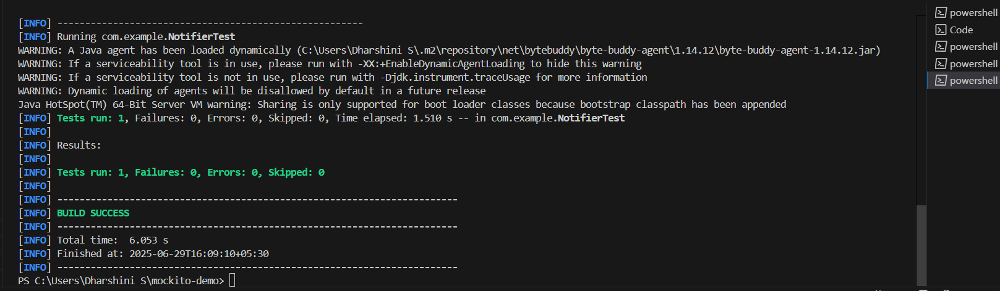 [INFO] -------------------------------------------------------
[INFO] Running com.example.NotifierTest
WARNING: A Java agent has been loaded dynamically (C:\Users\Dharshini S\.m2\repository\net\bytebuddy\byte-buddy-agent\1.14.12\byte-buddy-agent-1.14.12.jar)
WARNING: If a serviceability tool is in use, please run with -XX:+EnableDynamicAgentLoading to hide this warning
WARNING: If a serviceability tool is not in use, please run with -Djdk.instrument.traceUsage for more information
WARNING: Dynamic loading of agents will be disallowed by default in a future release
Java HotSpot(TM) 64-Bit Server VM warning: Sharing is only supported for boot loader classes because bootstrap classpath has been appended
[INFO] Tests run: 1, Failures: 0, Errors: 0, Skipped: 0, Time elapsed: 1.510 s -- in com.example.NotifierTest
[INFO]
[INFO] Results:
[INFO]
[INFO] Tests run: 1, Failures: 0, Errors: 0, Skipped: 0
[INFO]
[INFO] ------------------------------------------------------------------------
[INFO] BUILD SUCCESS
[INFO] ------------------------------------------------------------------------
[INFO] Total time:  6.053 s
[INFO] Finished at: 2025-06-29T16:09:10+05:30
[INFO] ------------------------------------------------------------------------
PS C:\Users\Dharshini S\mockito-demo>
powershell
Code
powershell
powershell
powershell